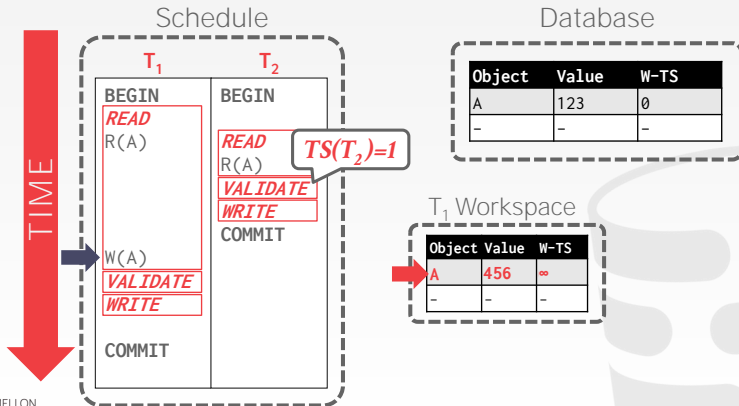 Schedule
Database
TIME
T1
T2
BEGIN
READ
R(A)
W(A)
VALIDATE
WRITE
COMMIT
BEGIN
READ
R(A)
VALIDATE
WRITE
COMMIT
TS(T2)=1
Object Value W-TS
A 123 0
- - -
T1 Workspace
Object Value W-TS
A 456 ∞
- - -